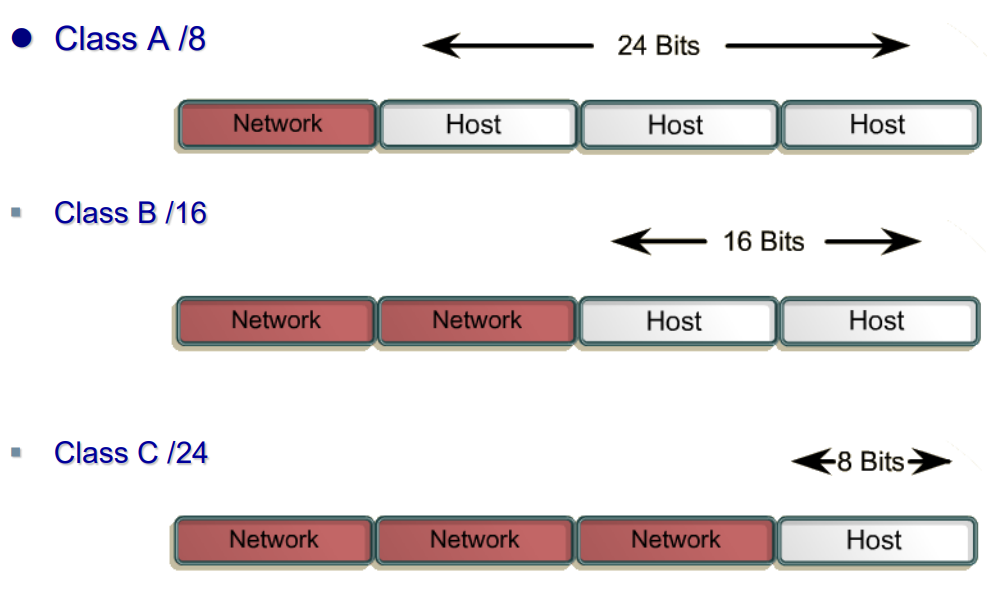 Class A /8
24 Bits
Network Host Host Host
Class B /16
16 Bits
Network Network Host Host
Class C /24
8 Bits
Network Network Network Host